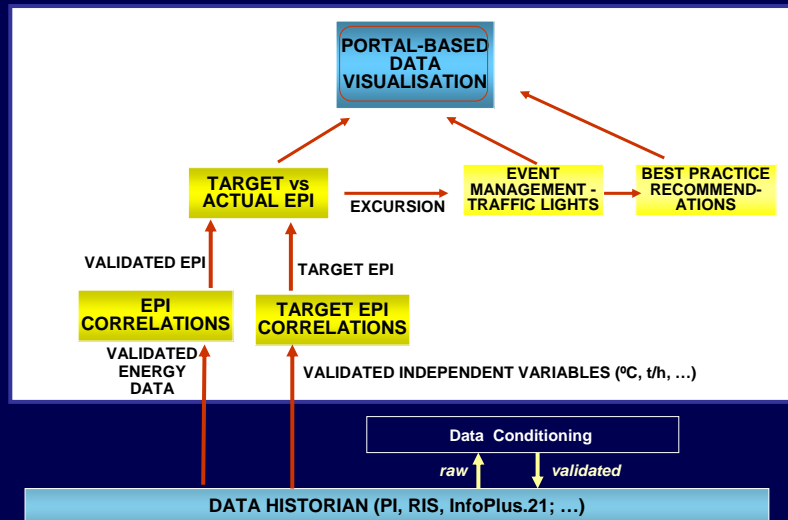 PORTAL-BASED
DATA
VISUALISATION
TARGET vs
ACTUAL EPI
EXCURSION
EVENT
MANAGEMENT -
TRAFFIC LIGHTS
BEST PRACTICE
RECOMMEND-
ATIONS
VALIDATED EPI
TARGET EPI
EPI
CORRELATIONS
TARGET EPI
CORRELATIONS
VALIDATED
ENERGY
DATA
VALIDATED INDEPENDENT VARIABLES (ºC, t/h, …)
Data Conditioning
raw
validated
DATA HISTORIAN (PI, RIS, InfoPlus.21; …)